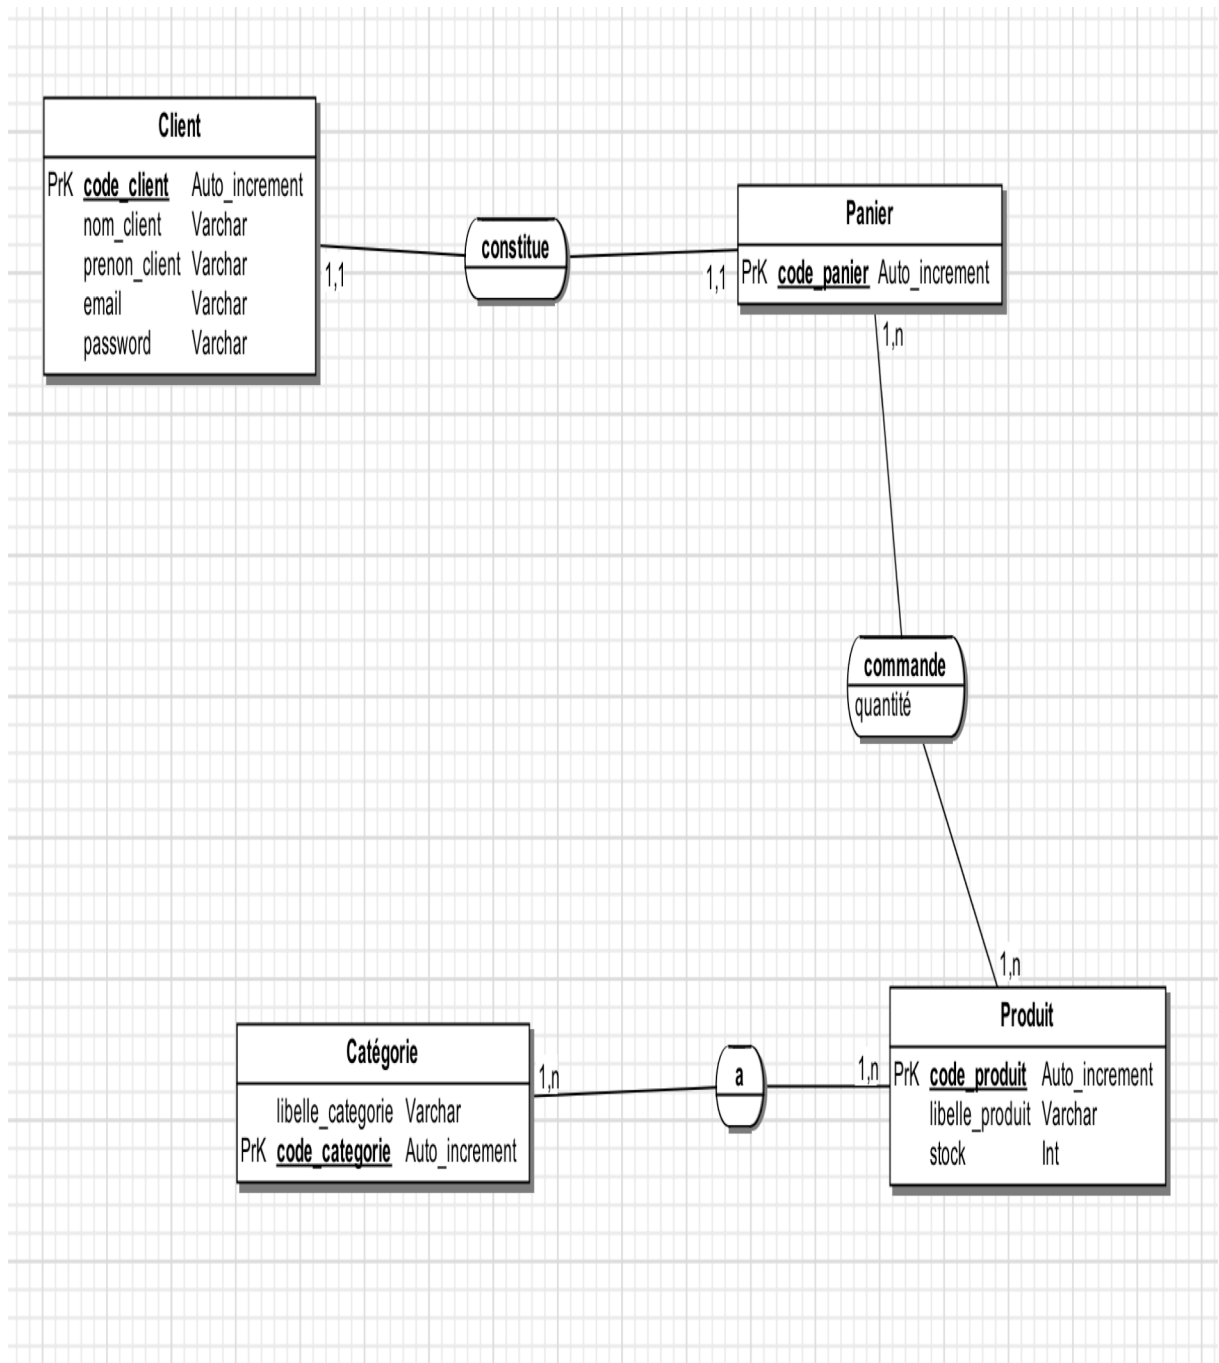 Client
PrK code_client Auto_increment
nom_client Varchar
prenon_client Varchar
email Varchar
password Varchar
constitue
1,1
1,1
Panier
PrK code_panier Auto_increment
1,n
commande
quantité
1,n
Produit
PrK code_produit Auto_increment
libelle_produit Varchar
stock Int
1,n
a
1,n
Catégorie
libelle_categorie Varchar
PrK code_categorie Auto_increment